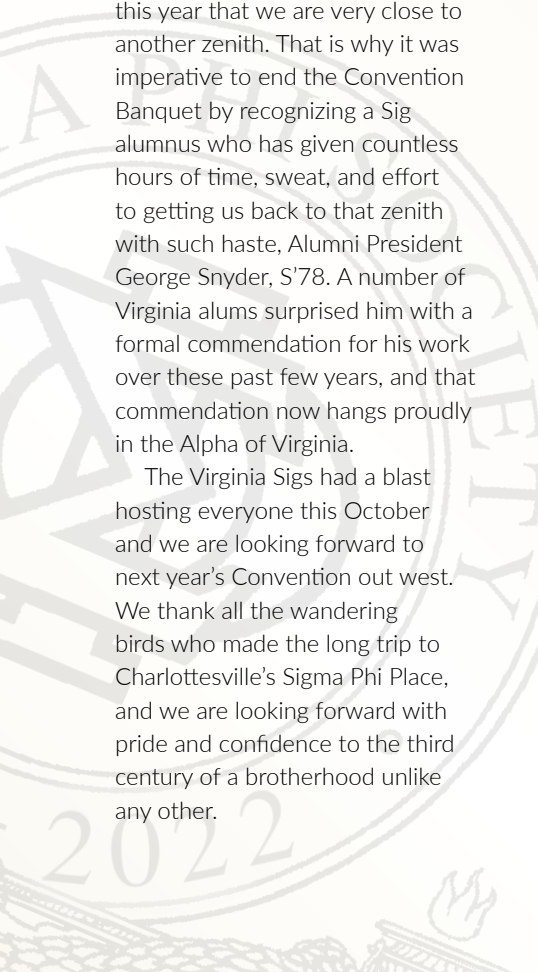 this year that we are very close to
another zenith. That is why it was
imperative to end the Convention
Banquet by recognizing a Sig
alumnus who has given countless
hours of time, sweat, and effort
to getting us back to that zenith
with such haste, Alumni President
George Snyder, S’78. A number of
Virginia alums surprised him with a
formal commendation for his work
over these past few years, and that
commendation now hangs proudly
in the Alpha of Virginia.
The Virginia Sigs had a blast
hosting everyone this October
and we are looking forward to
next year’s Convention out west.
We thank all the wandering
birds who made the long trip to
Charlottesville’s Sigma Phi Place,
and we are looking forward with
pride and confidence to the third
century of a brotherhood unlike
any other.
A PHI SOCIETY
2022